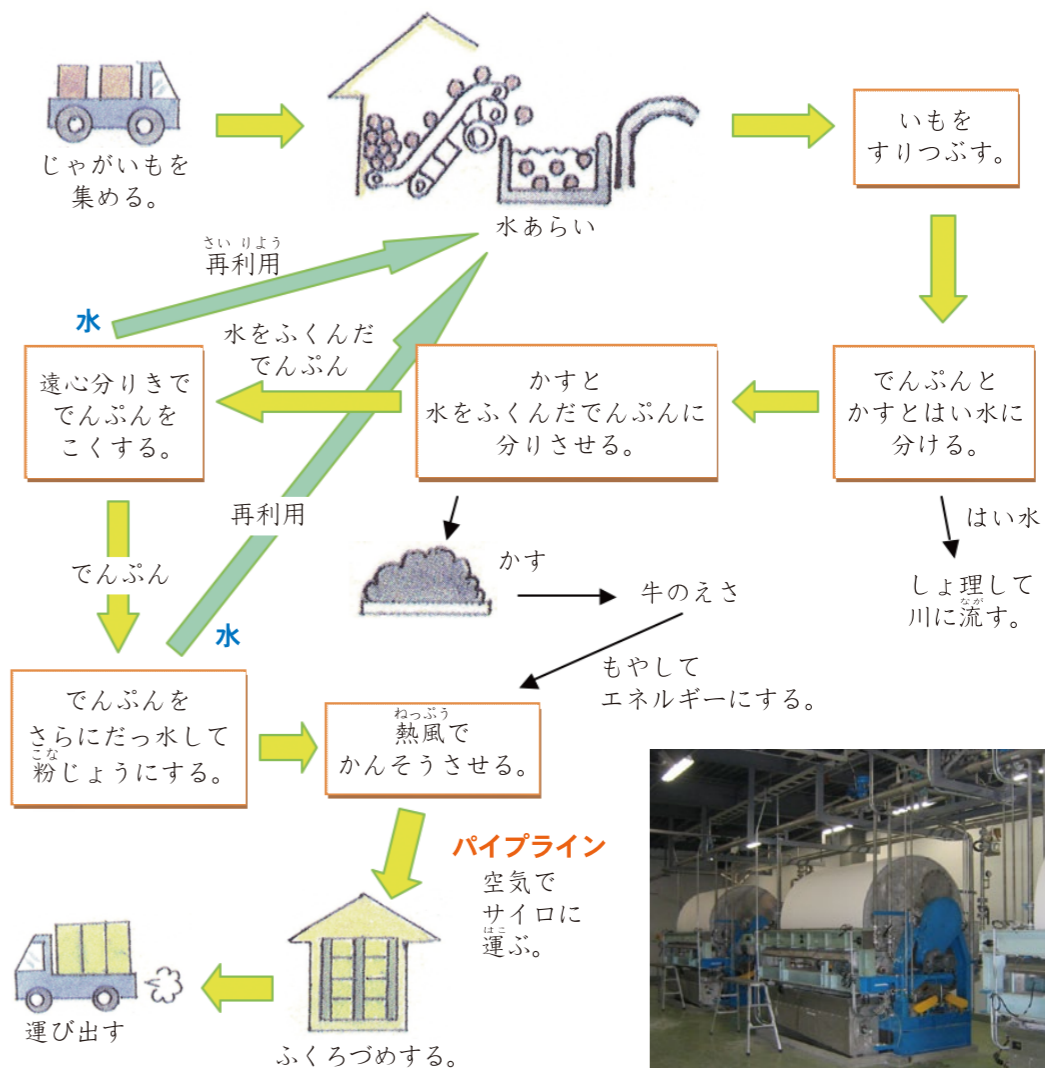 じゃがいもを
集める。
水あらい
いもを
すりつぶす。
でんぷんと
かすとはい水に
分ける。
はい水
しょ理して
川に流す。
なが
かすと
水をふくんだでんぷんに
分りさせる。
かす
牛のえさ
もやして
エネルギーにする。
水をふくんだ
でんぷん
遠心分りきで
でんぷんを
こくする。
水
さいりよう
再利用
でんぷん
でんぷんを
さらにだっ水して
こな
粉じょうにする。
水
再利用
ねっぷう
熱風で
かんそうさせる。
パイプライン
空気で
サイロに
はこ
運ぶ。
ふくろづめする。
運び出す